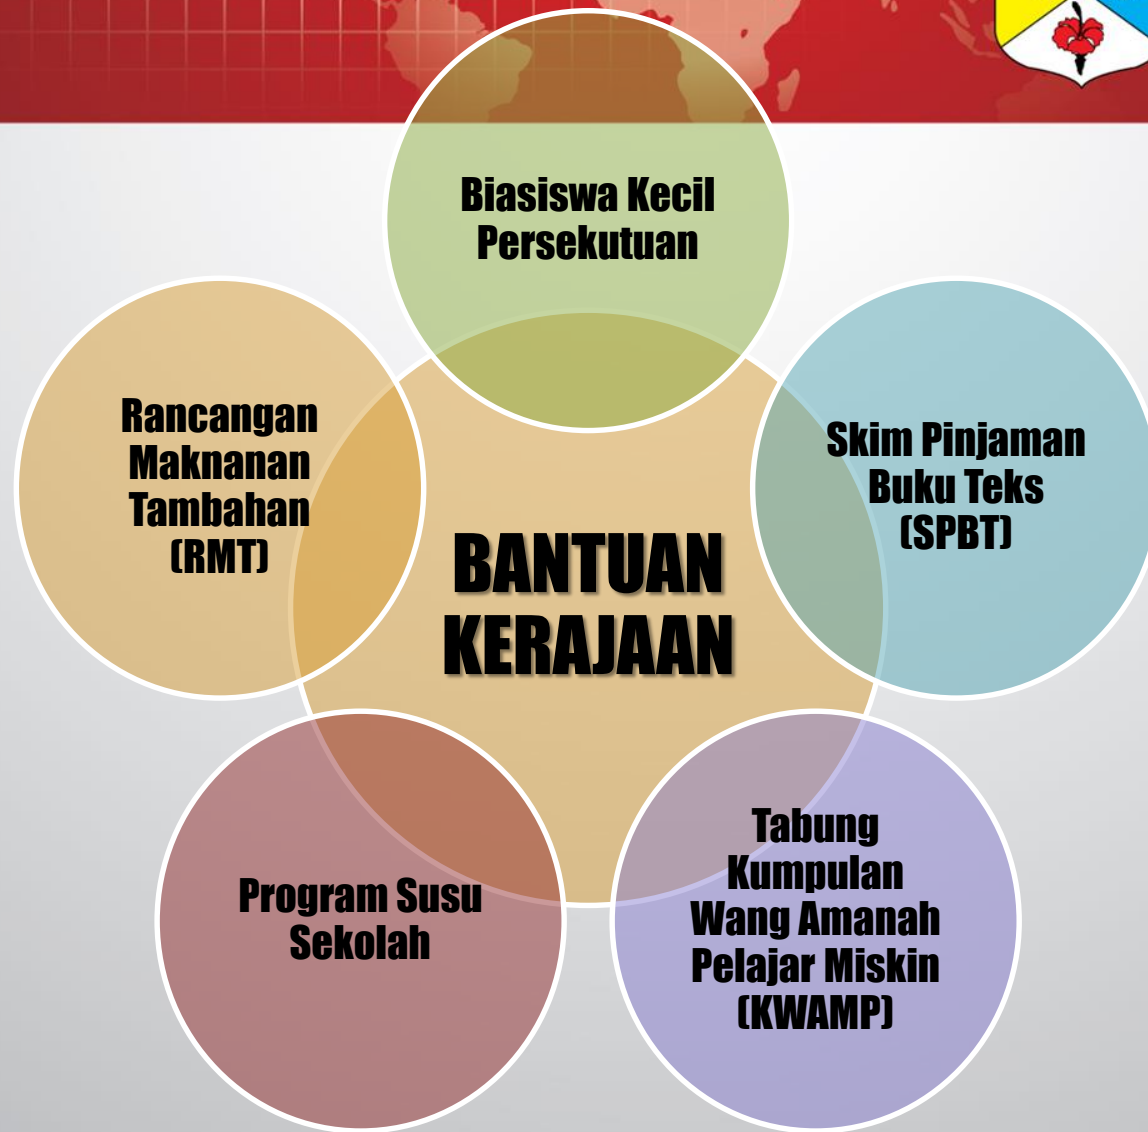 Biasiswa Kecil
Persekutuan
Rancangan
Maknanan
Tambahan
(RMT)
Skim Pinjaman
Buku Teks
(SPBT)
BANTUAN
KERAJAAN
Program Susu
Sekolah
Tabung
Kumpulan
Wang Amanah
Pelajar Miskin
(KWAMP)